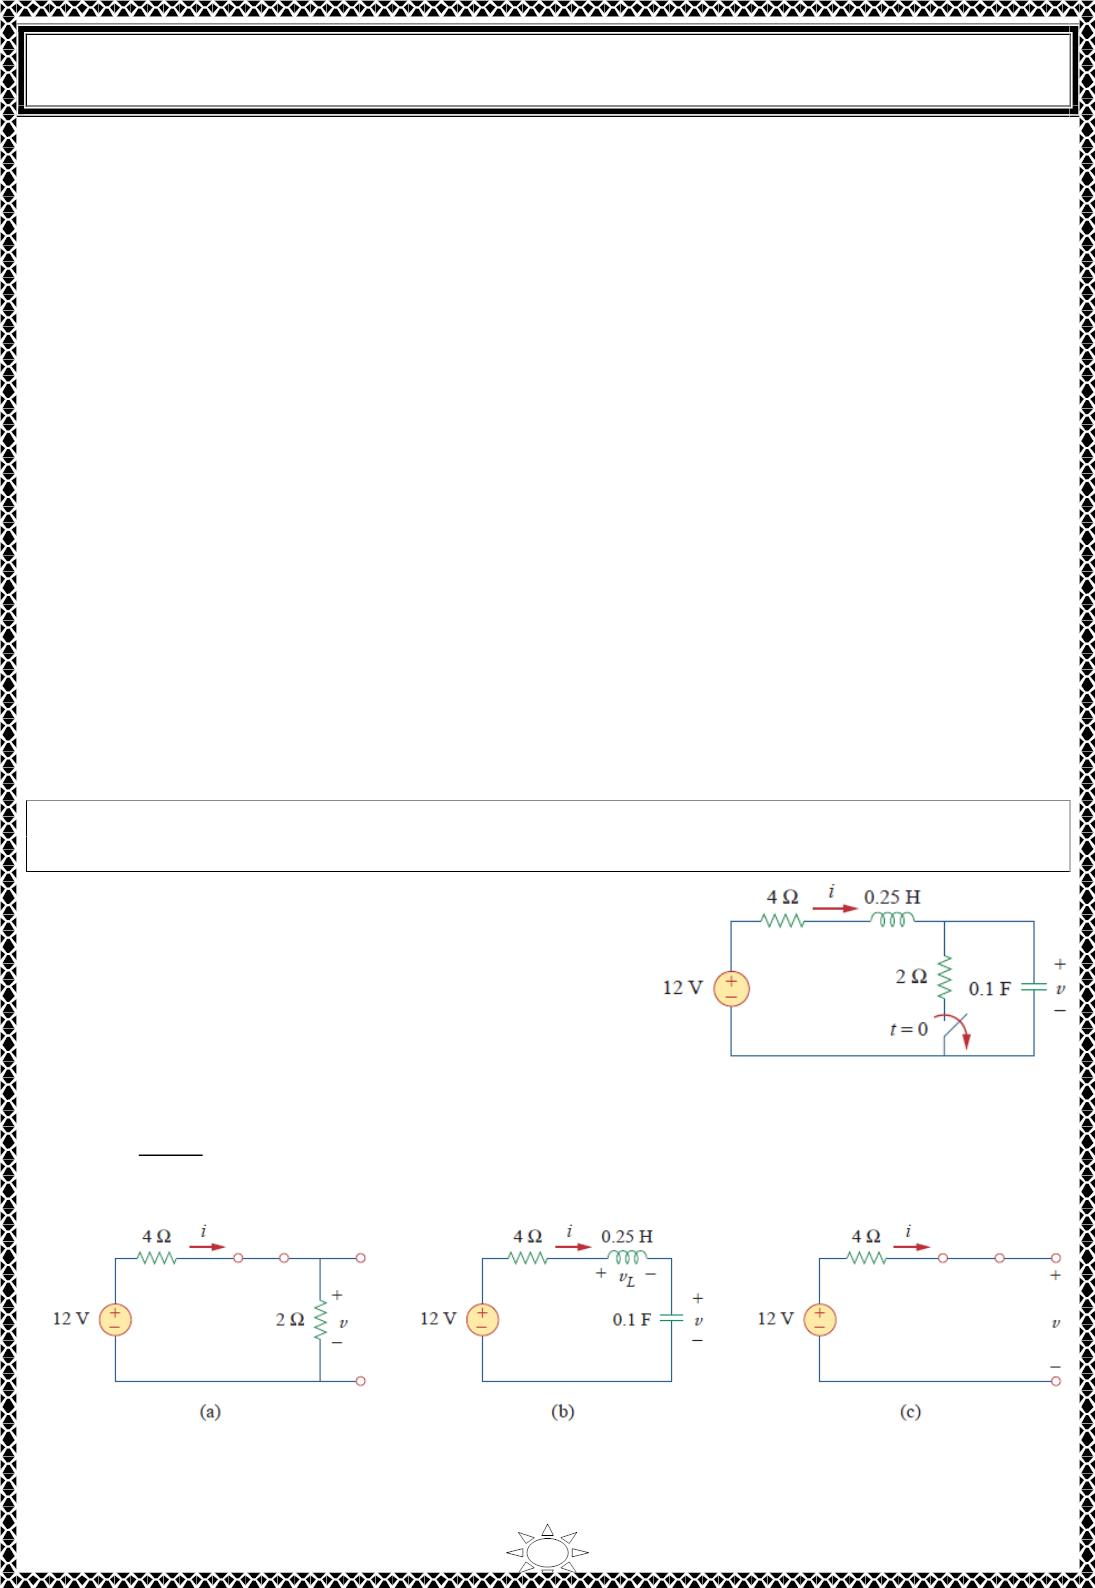 4 Ω i 0.25 H
12 V + − 2 Ω 0.1 F + v −
t = 0
4 Ω i
12 V + − 2 Ω + v −
(a)
4 Ω i 0.25 H
+ vL −
12 V + − 0.1 F + v −
(b)
4 Ω i
12 V + − + v −
(c)